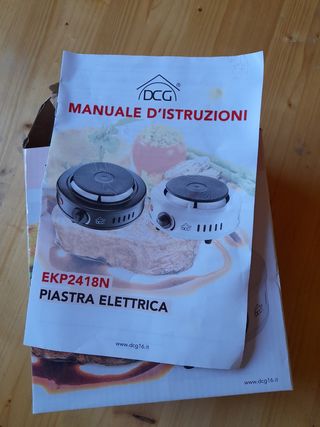 DCG®
MANUALE D'ISTRUZIONI
EKP2418N
PIASTRA ELETTRICA
www.dcg16.it
www.dcg16.it